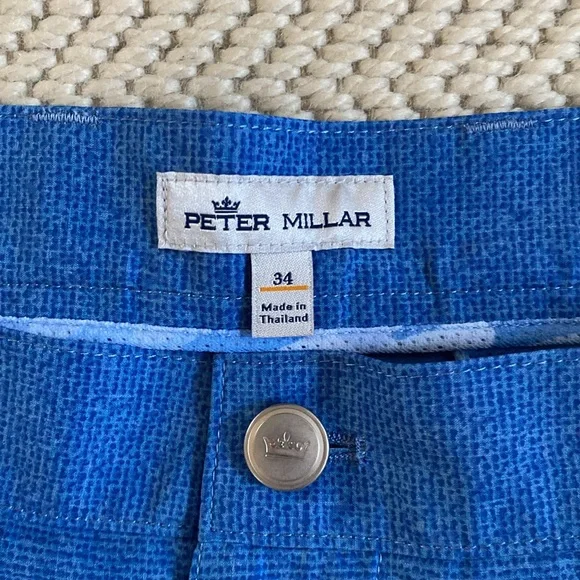 PETER MILLAR
34
Made in
Thailand